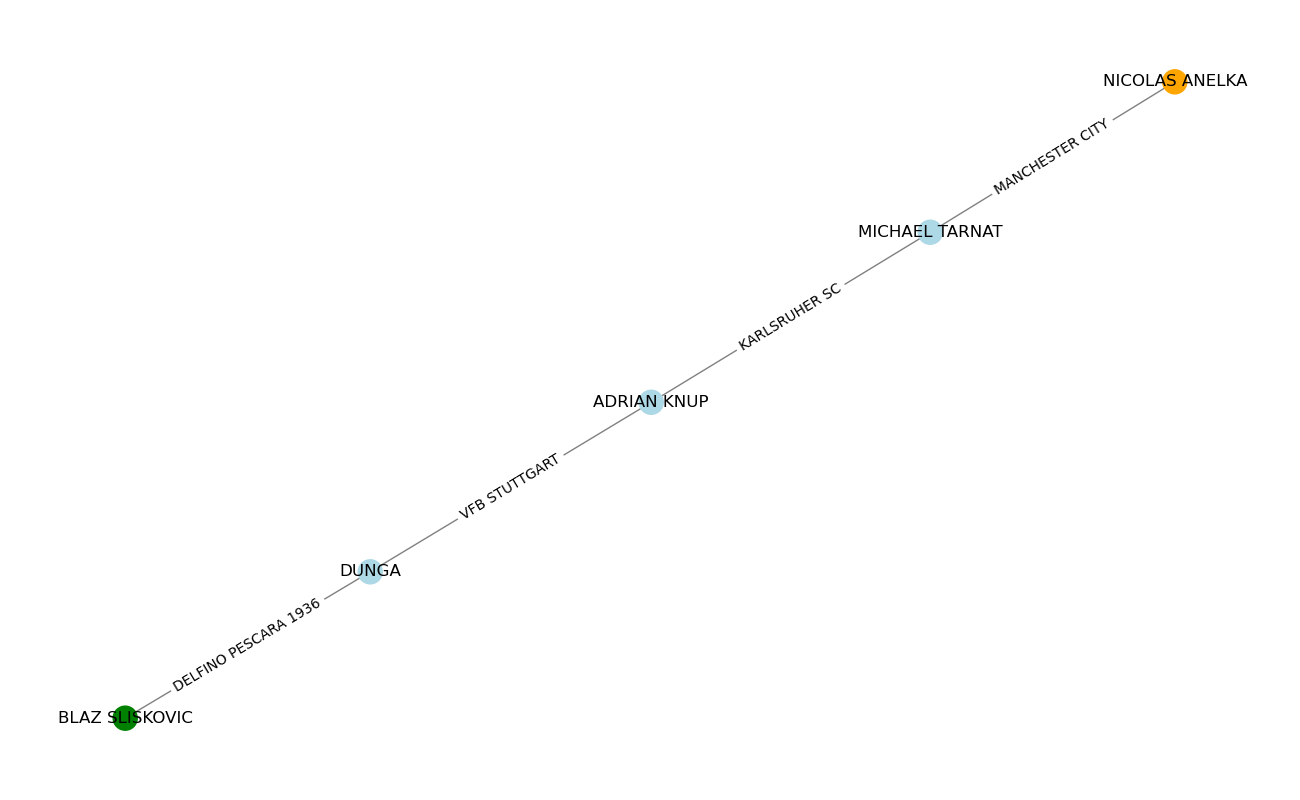 NICOLAS ANELKA
MANCHESTER CITY
MICHAEL TARNAT
KARLSRUHER SC
ADRIAN KNUP
VFB STUTTGART
DUNGA
DELFINO PESCARA 1936
BLAZ SLISKOVIC